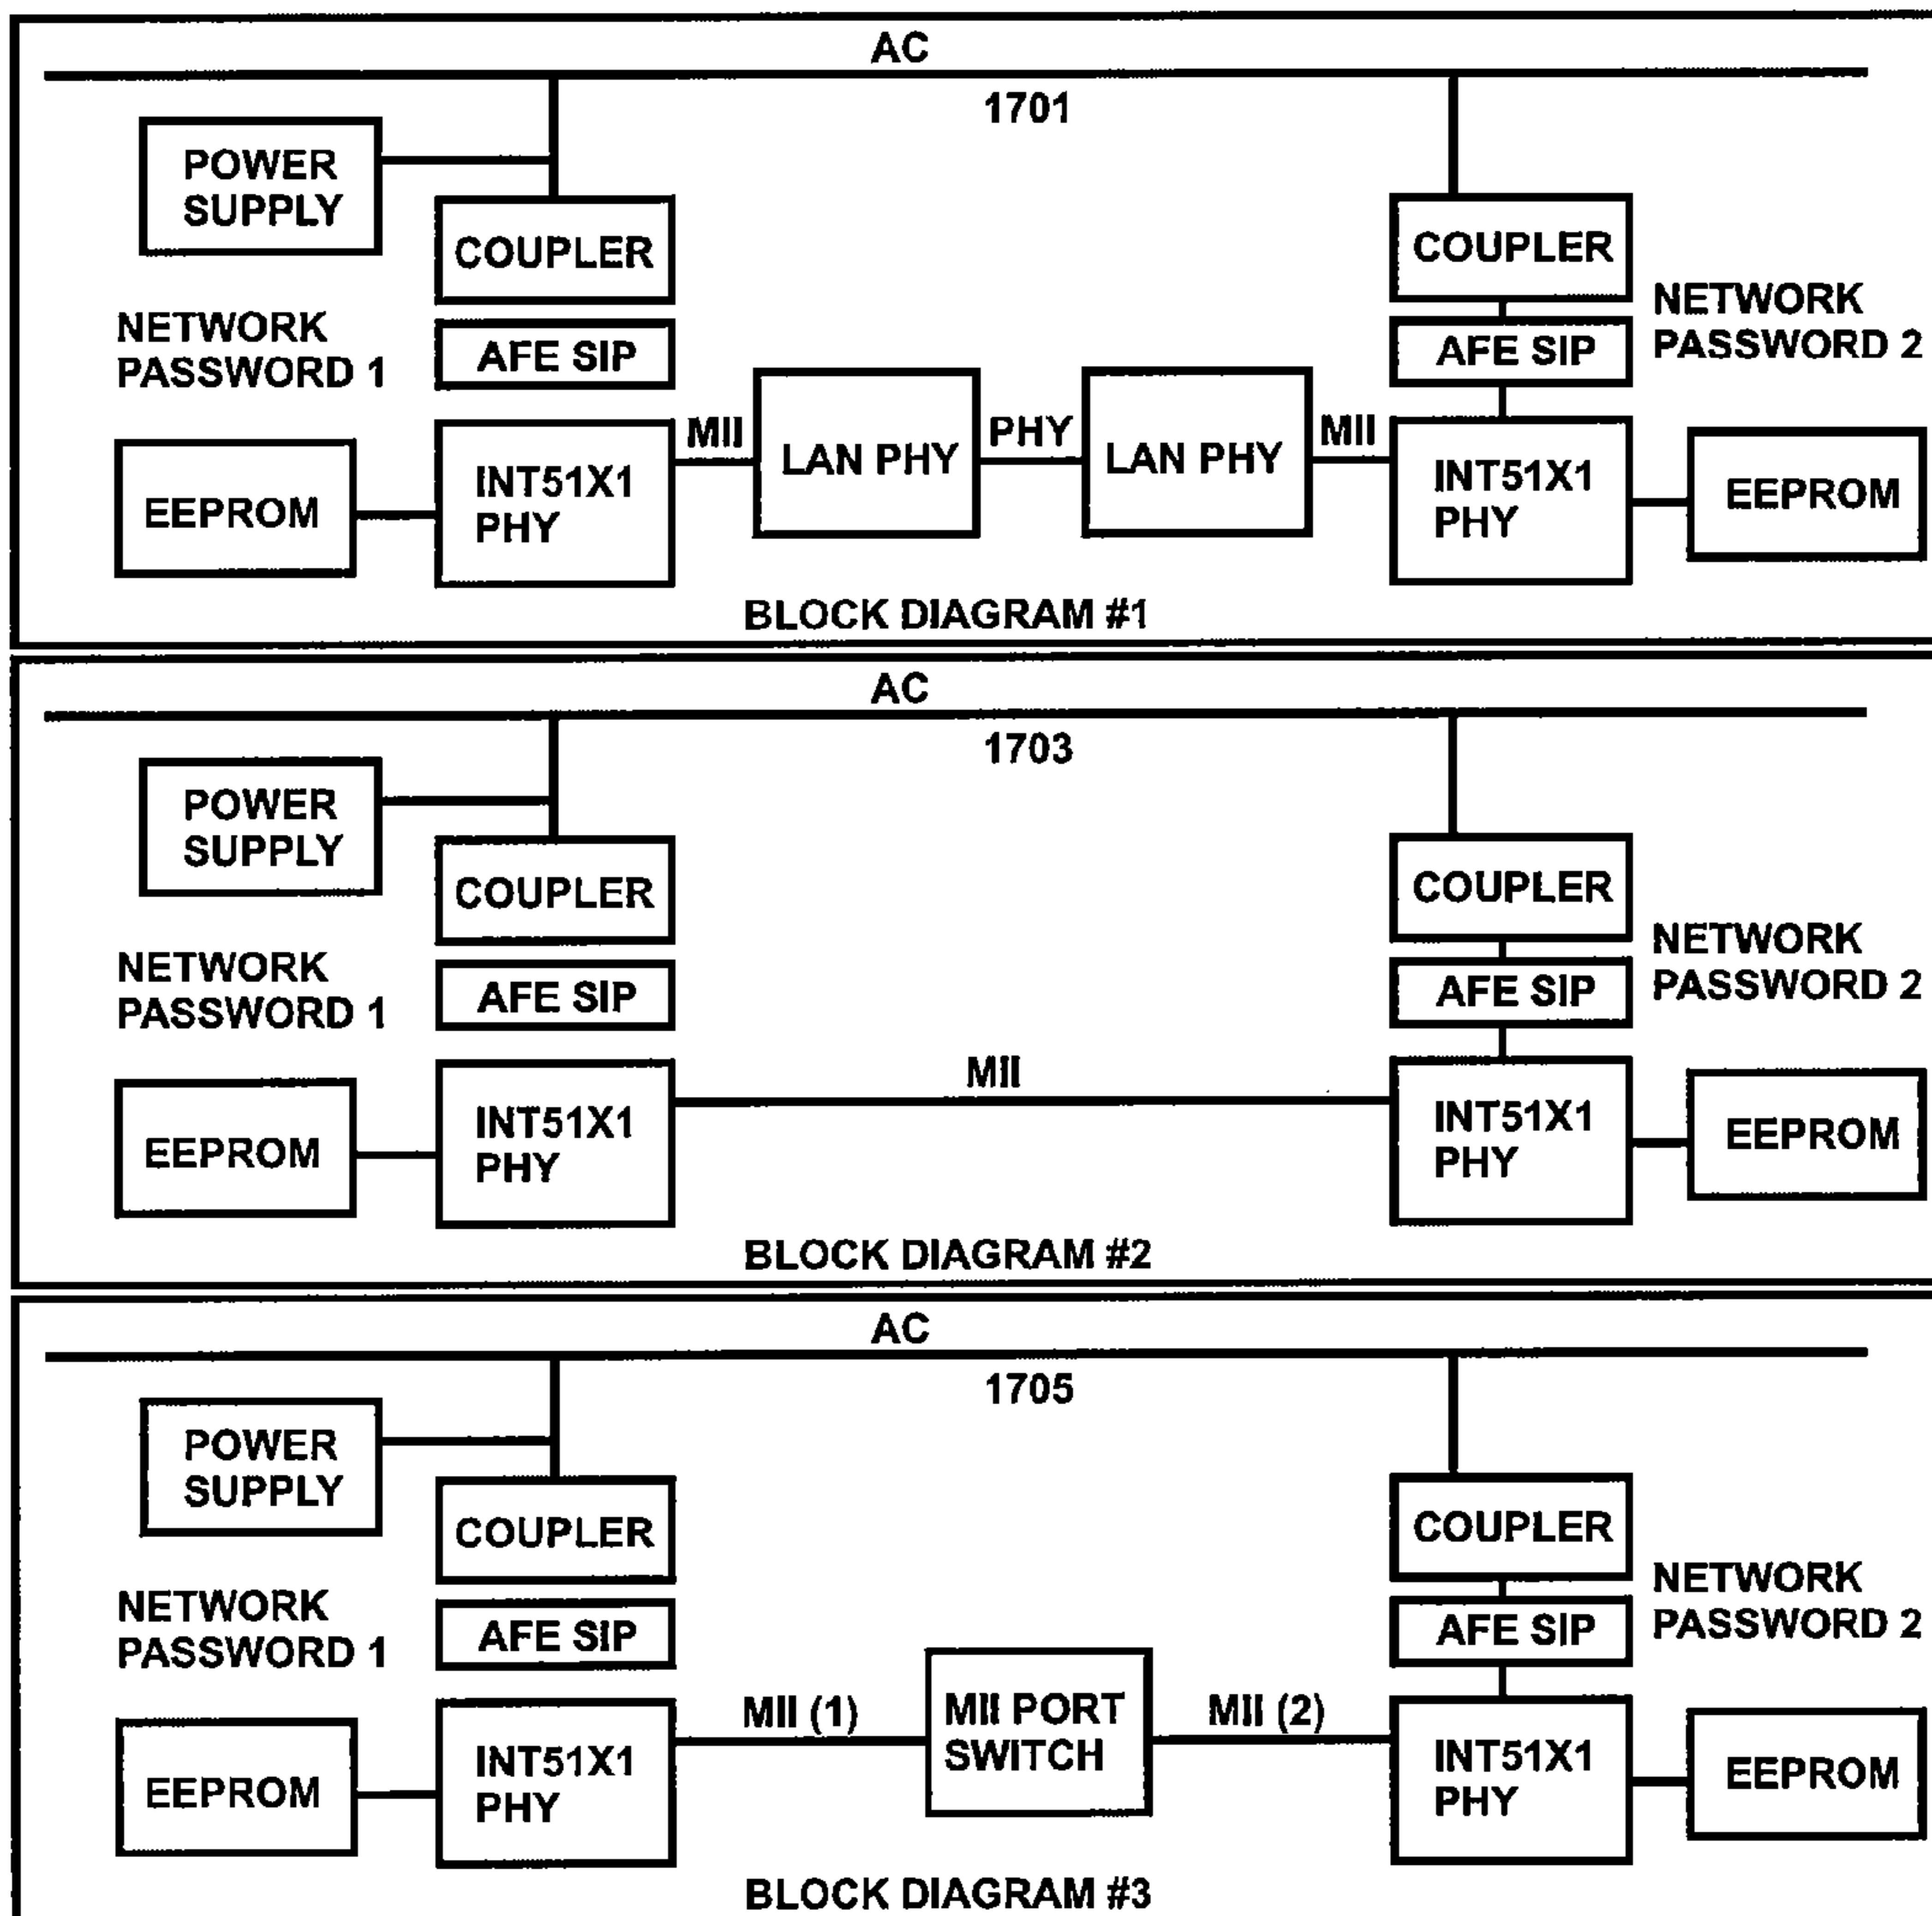 AC
1701
POWER
SUPPLY
COUPLER
COUPLER
NETWORK
PASSWORD 1
AFE SIP
AFE SIP
NETWORK
PASSWORD 2
EEPROM
INT51X1
PHY
MII
LAN PHY
PHY
LAN PHY
MII
INT51X1
PHY
EEPROM
BLOCK DIAGRAM #1
AC
1703
POWER
SUPPLY
COUPLER
COUPLER
NETWORK
PASSWORD 1
AFE SIP
AFE SIP
NETWORK
PASSWORD 2
EEPROM
INT51X1
PHY
MII
INT51X1
PHY
EEPROM
BLOCK DIAGRAM #2
AC
1705
POWER
SUPPLY
COUPLER
COUPLER
NETWORK
PASSWORD 1
AFE SIP
AFE SIP
NETWORK
PASSWORD 2
EEPROM
INT51X1
PHY
MII (1)
MII PORT
SWITCH
MII (2)
INT51X1
PHY
EEPROM
BLOCK DIAGRAM #3